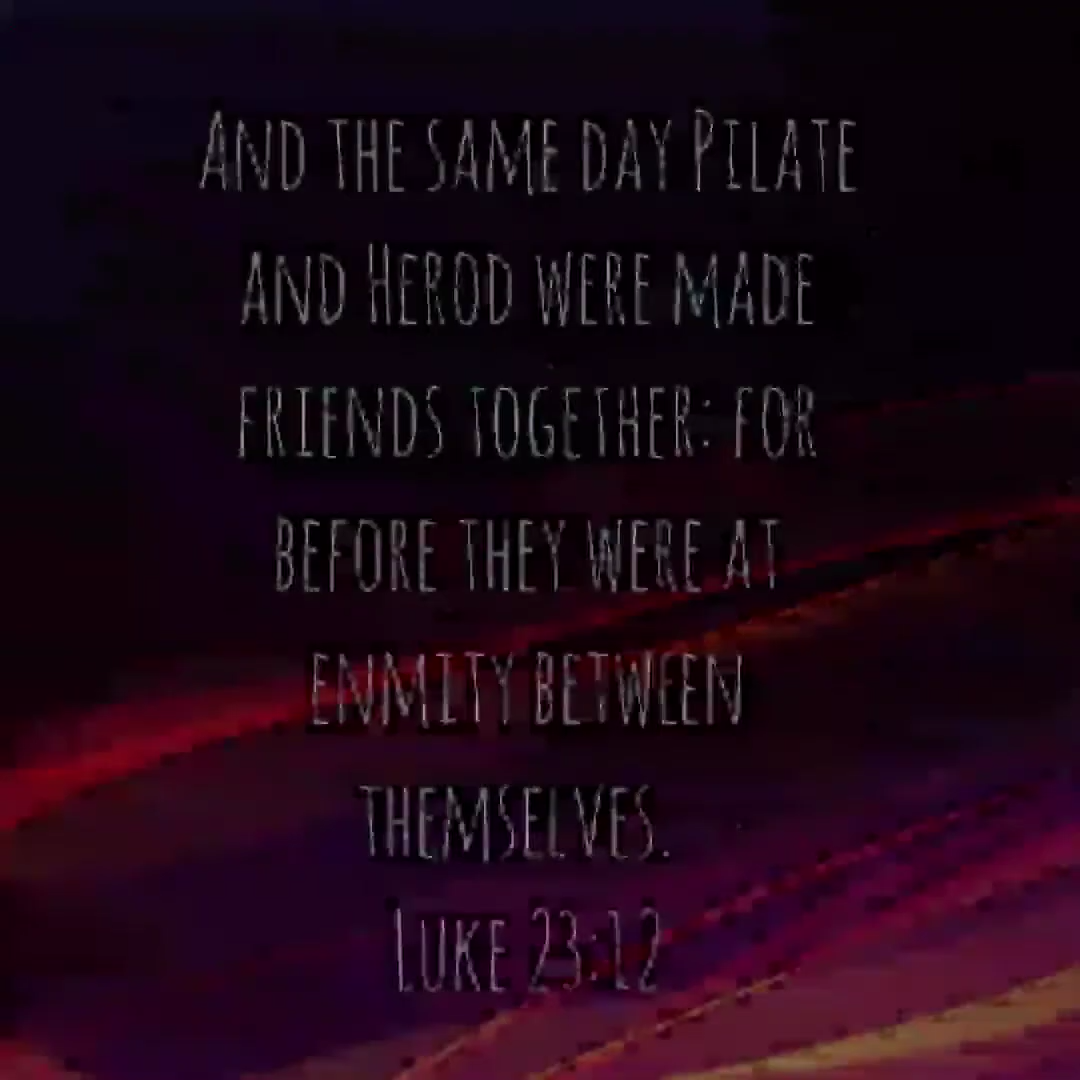 And the same day Pilate
and Herod were made
friends together: for
before they were at
enmity between
themselves.
Luke 23:12